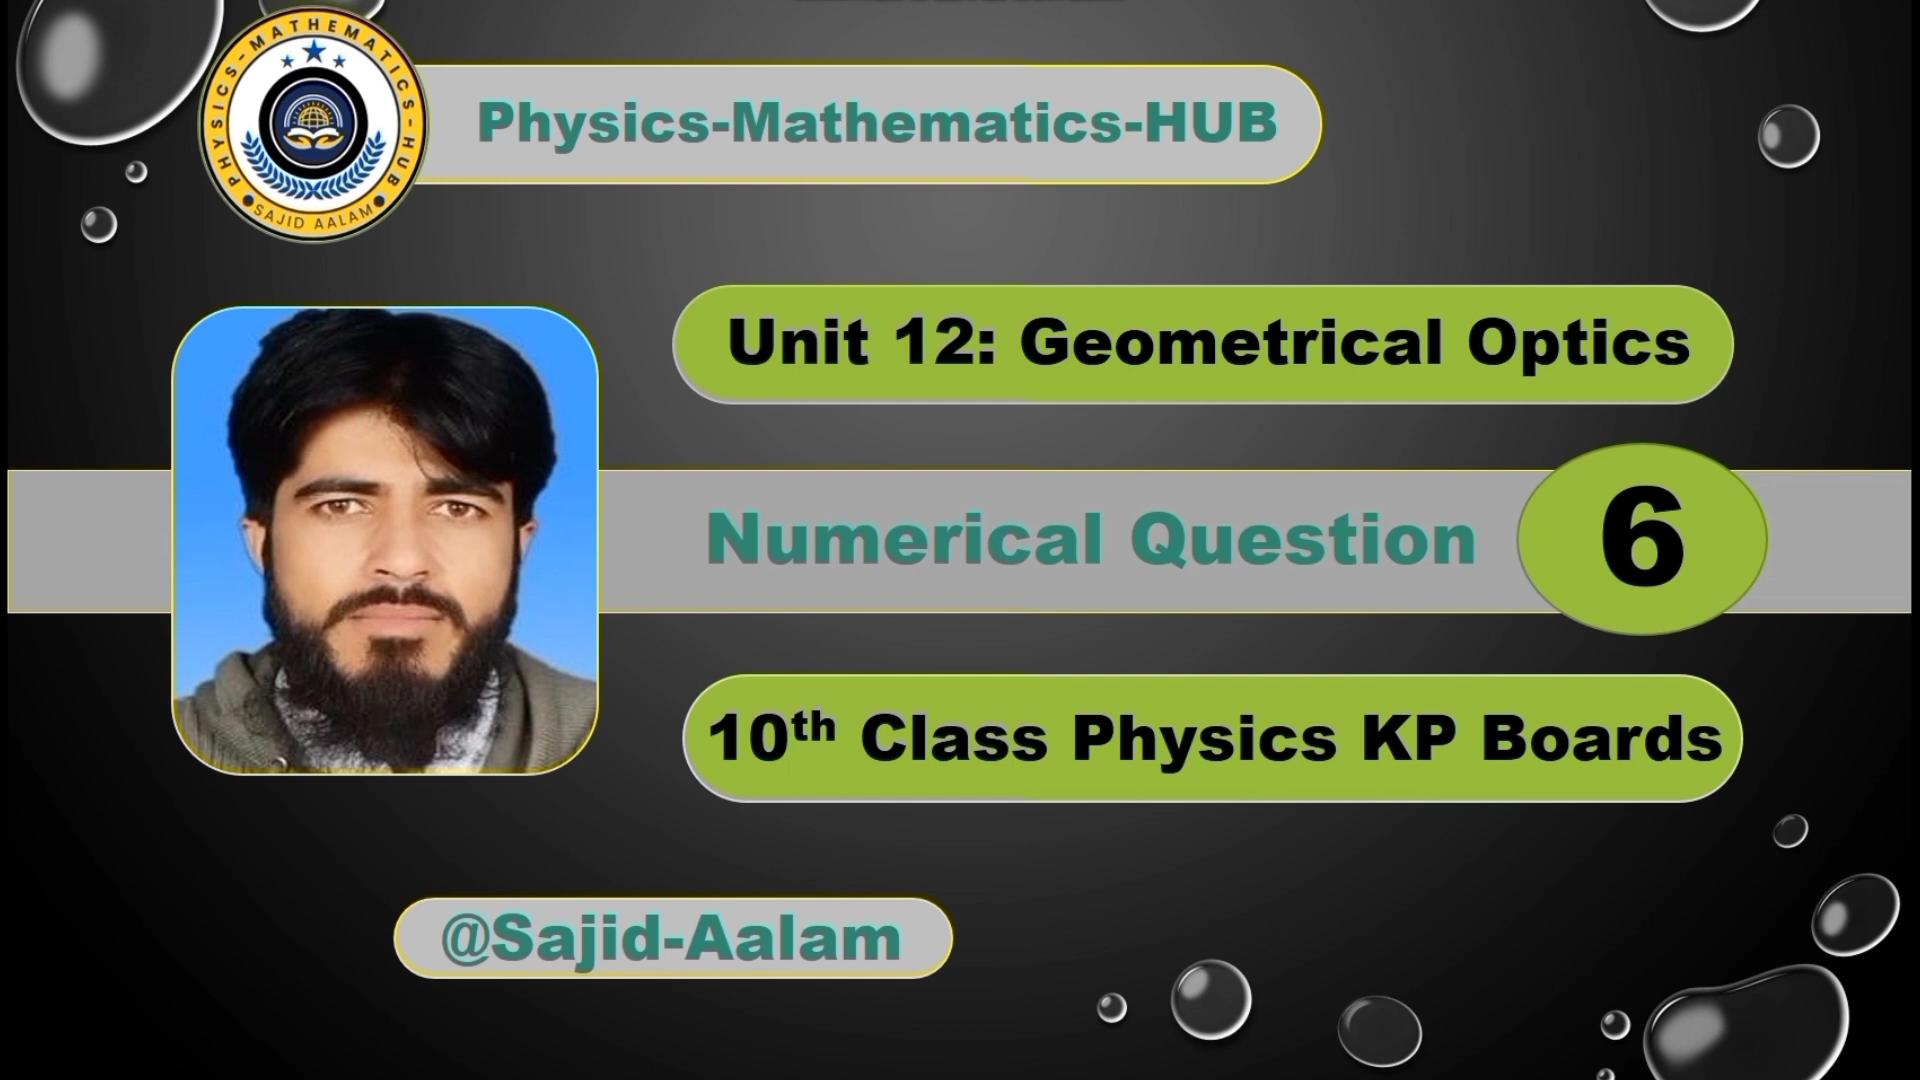 PHYSICS-MATHEMATICS-HUB
SAJID AALAM
Physics-Mathematics-HUB
Unit 12: Geometrical Optics
Numerical Question 6
10th Class Physics KP Boards
@Sajid-Aalam